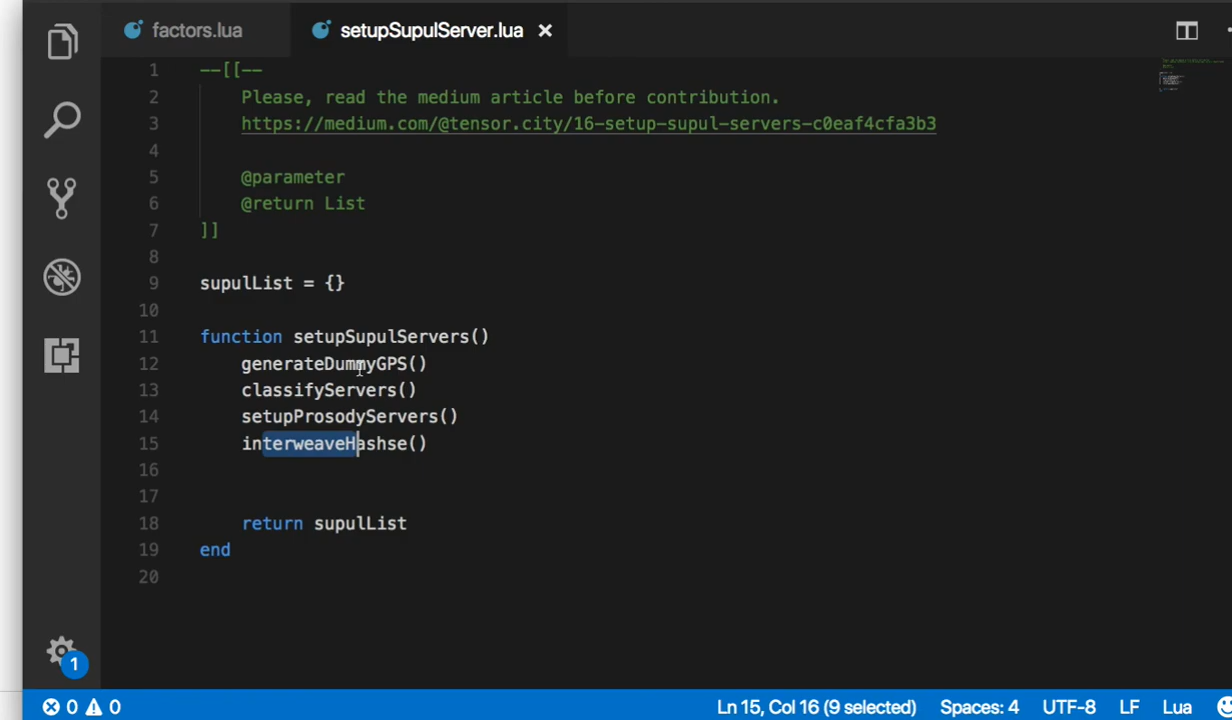 factors.lua
setupSupulServer.lua
1 --[[--
2 Please, read the medium article before contribution.
3 https://medium.com/@tensor.city/16-setup-supul-servers-c0eaf4cfa3b3
4
5 @parameter
6 @return List
7 ]]
8
9 supulList = {}
10
11 function setupSupulServers()
12 generateDummyGPS()
13 classifyServers()
14 setupProsodyServers()
15 interweaveHashse()
16
17
18 return supulList
19 end
20
1
0 0 Ln 15, Col 16 (9 selected) Spaces: 4 UTF-8 LF Lua